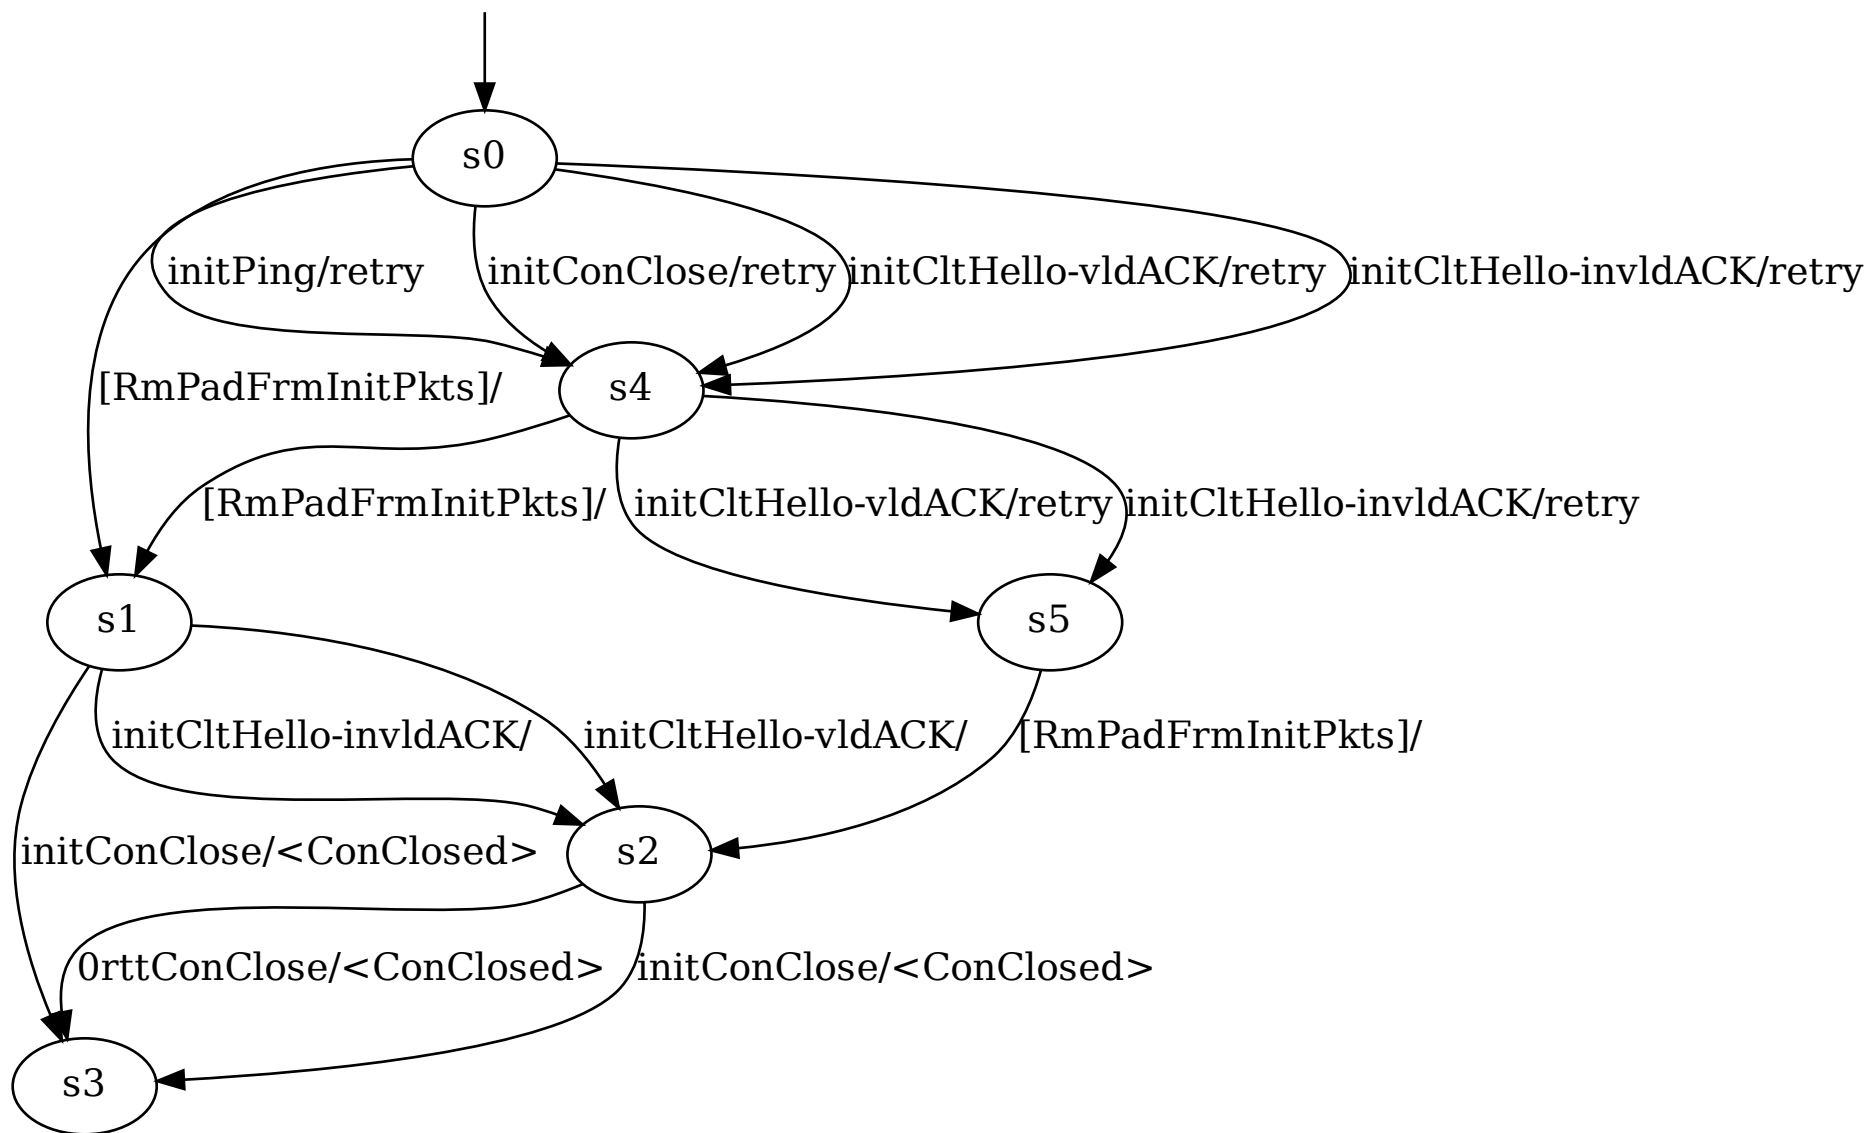 s0
initPing/retry
initConClose/retry
initCltHello-vldACK/retry
initCltHello-invldACK/retry
[RmPadFrmInitPkts]/
s4
[RmPadFrmInitPkts]/
initCltHello-vldACK/retry
initCltHello-invldACK/retry
s1
s5
initCltHello-invldACK/
initCltHello-vldACK/
[RmPadFrmInitPkts]/
initConClose/<ConClosed>
s2
0rttConClose/<ConClosed>
initConClose/<ConClosed>
s3